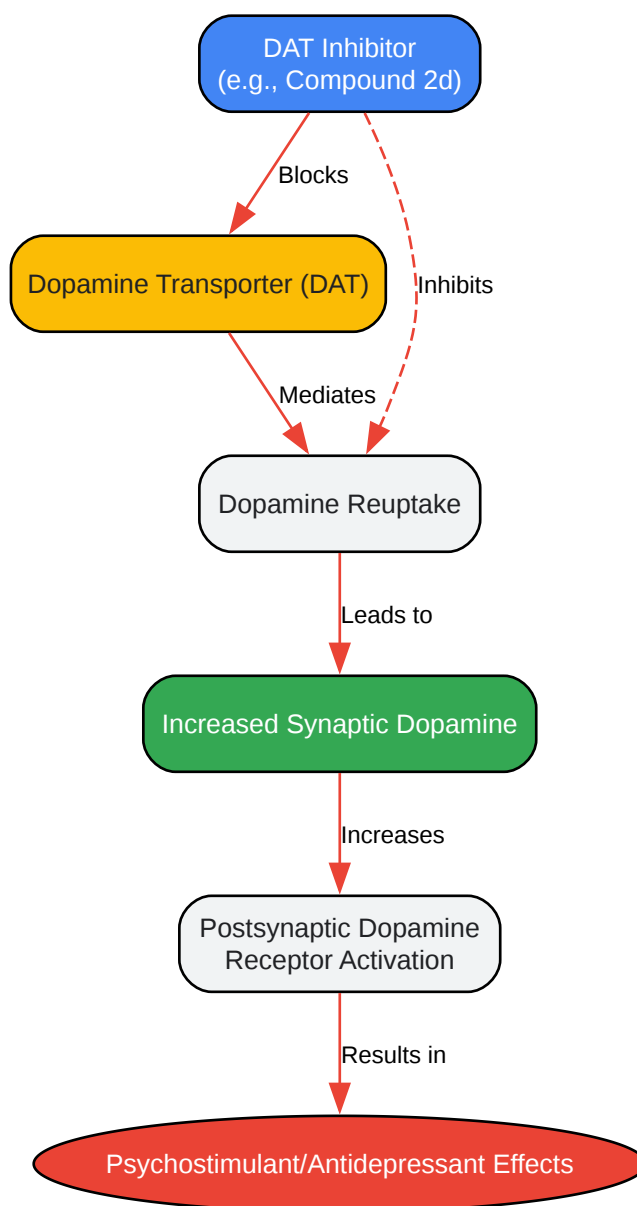 DAT Inhibitor
(e.g., Compound 2d)
Blocks
Dopamine Transporter (DAT)
Inhibits
Mediates
Dopamine Reuptake
Leads to
Increased Synaptic Dopamine
Increases
Postsynaptic Dopamine
Receptor Activation
Results in
Psychostimulant/Antidepressant Effects